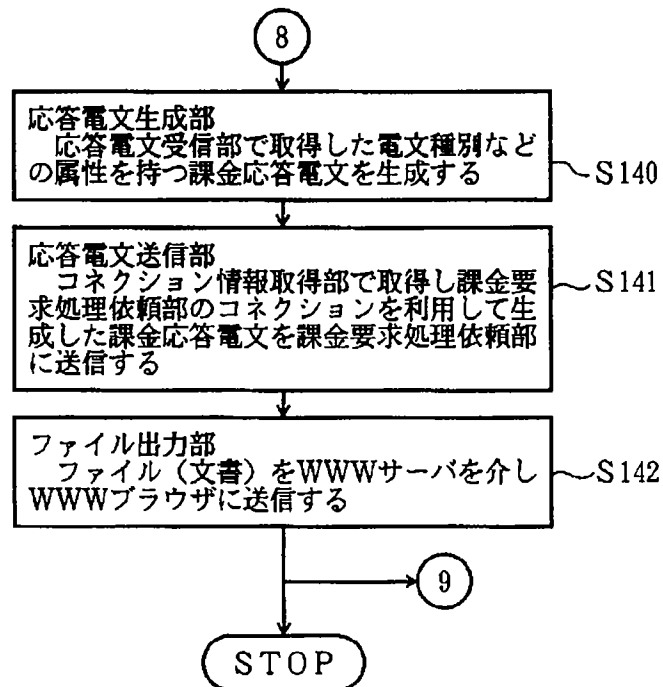 8
応答電文生成部
応答電文受信部で取得した電文種別など
の属性を持つ課金応答電文を生成する
S140
応答電文送信部
コネクション情報取得部で取得し課金要
求処理依頼部のコネクションを利用して生
成した課金応答電文を課金要求処理依頼部
に送信する
S141
ファイル出力部
ファイル（文書）をWWWサーバを介し
WWWブラウザに送信する
S142
9
STOP